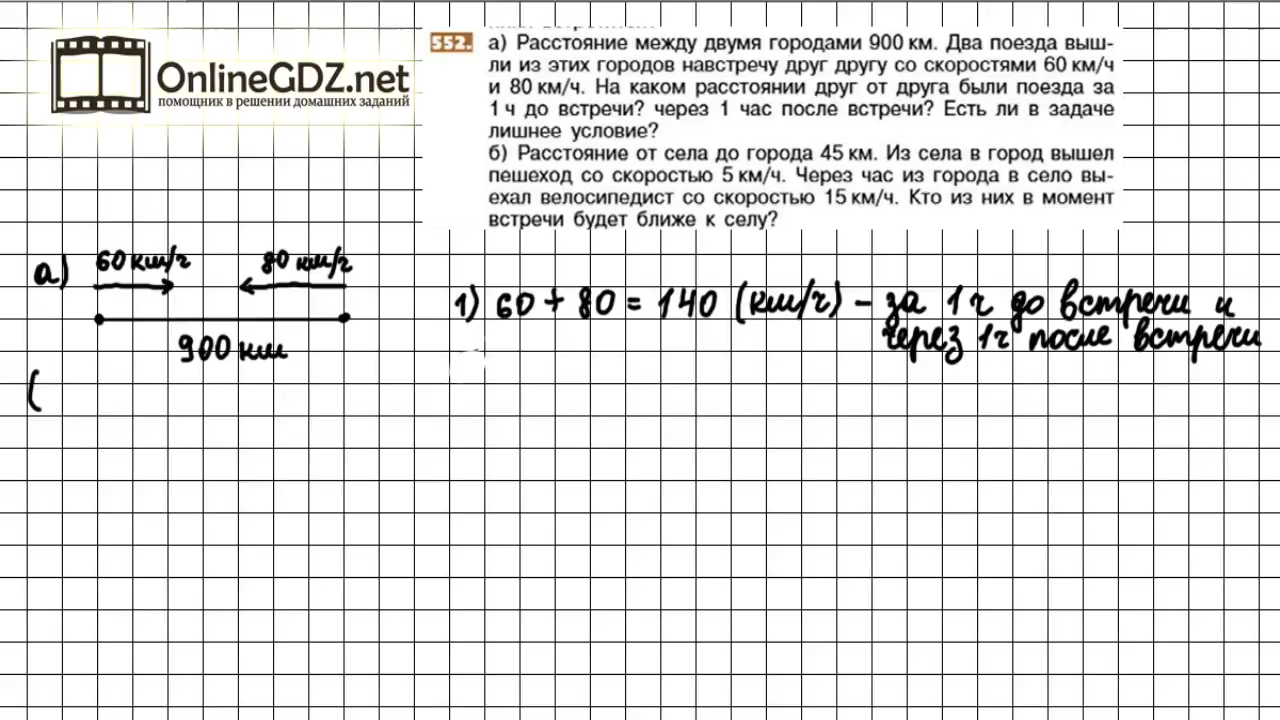 OnlineGDZ.net
помощник в решении домашних заданий
552. а) Расстояние между двумя городами 900 км. Два поезда выш-
ли из этих городов навстречу друг другу со скоростями 60 км/ч
и 80 км/ч. На каком расстоянии друг от друга были поезда за
1 ч до встречи? через 1 час после встречи? Есть ли в задаче
лишнее условие?
б) Расстояние от села до города 45 км. Из села в город вышел
пешеход со скоростью 5 км/ч. Через час из города в село вы-
ехал велосипедист со скоростью 15 км/ч. Кто из них в момент
встречи будет ближе к селу?
а) 60 км/ч 80 км/ч
900 км
(
1) 60 + 80 = 140 (км/ч) - за 1 ч до встречи и
через 1 ч после встречи